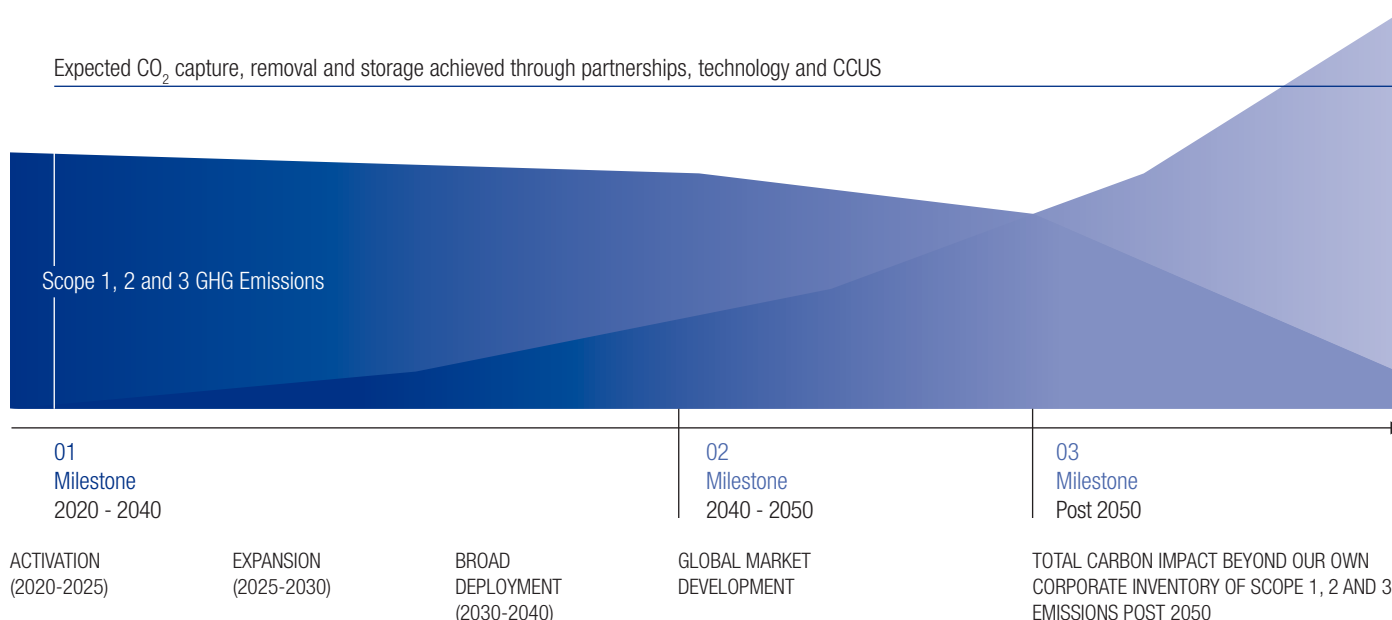 Expected CO₂ capture, removal and storage achieved through partnerships, technology and CCUS
Scope 1, 2 and 3 GHG Emissions
01
Milestone
2020 - 2040
02
Milestone
2040 - 2050
03
Milestone
Post 2050
ACTIVATION
(2020-2025)
EXPANSION
(2025-2030)
BROAD
DEPLOYMENT
(2030-2040)
GLOBAL MARKET
DEVELOPMENT
TOTAL CARBON IMPACT BEYOND OUR OWN
CORPORATE INVENTORY OF SCOPE 1, 2 AND 3
EMISSIONS POST 2050